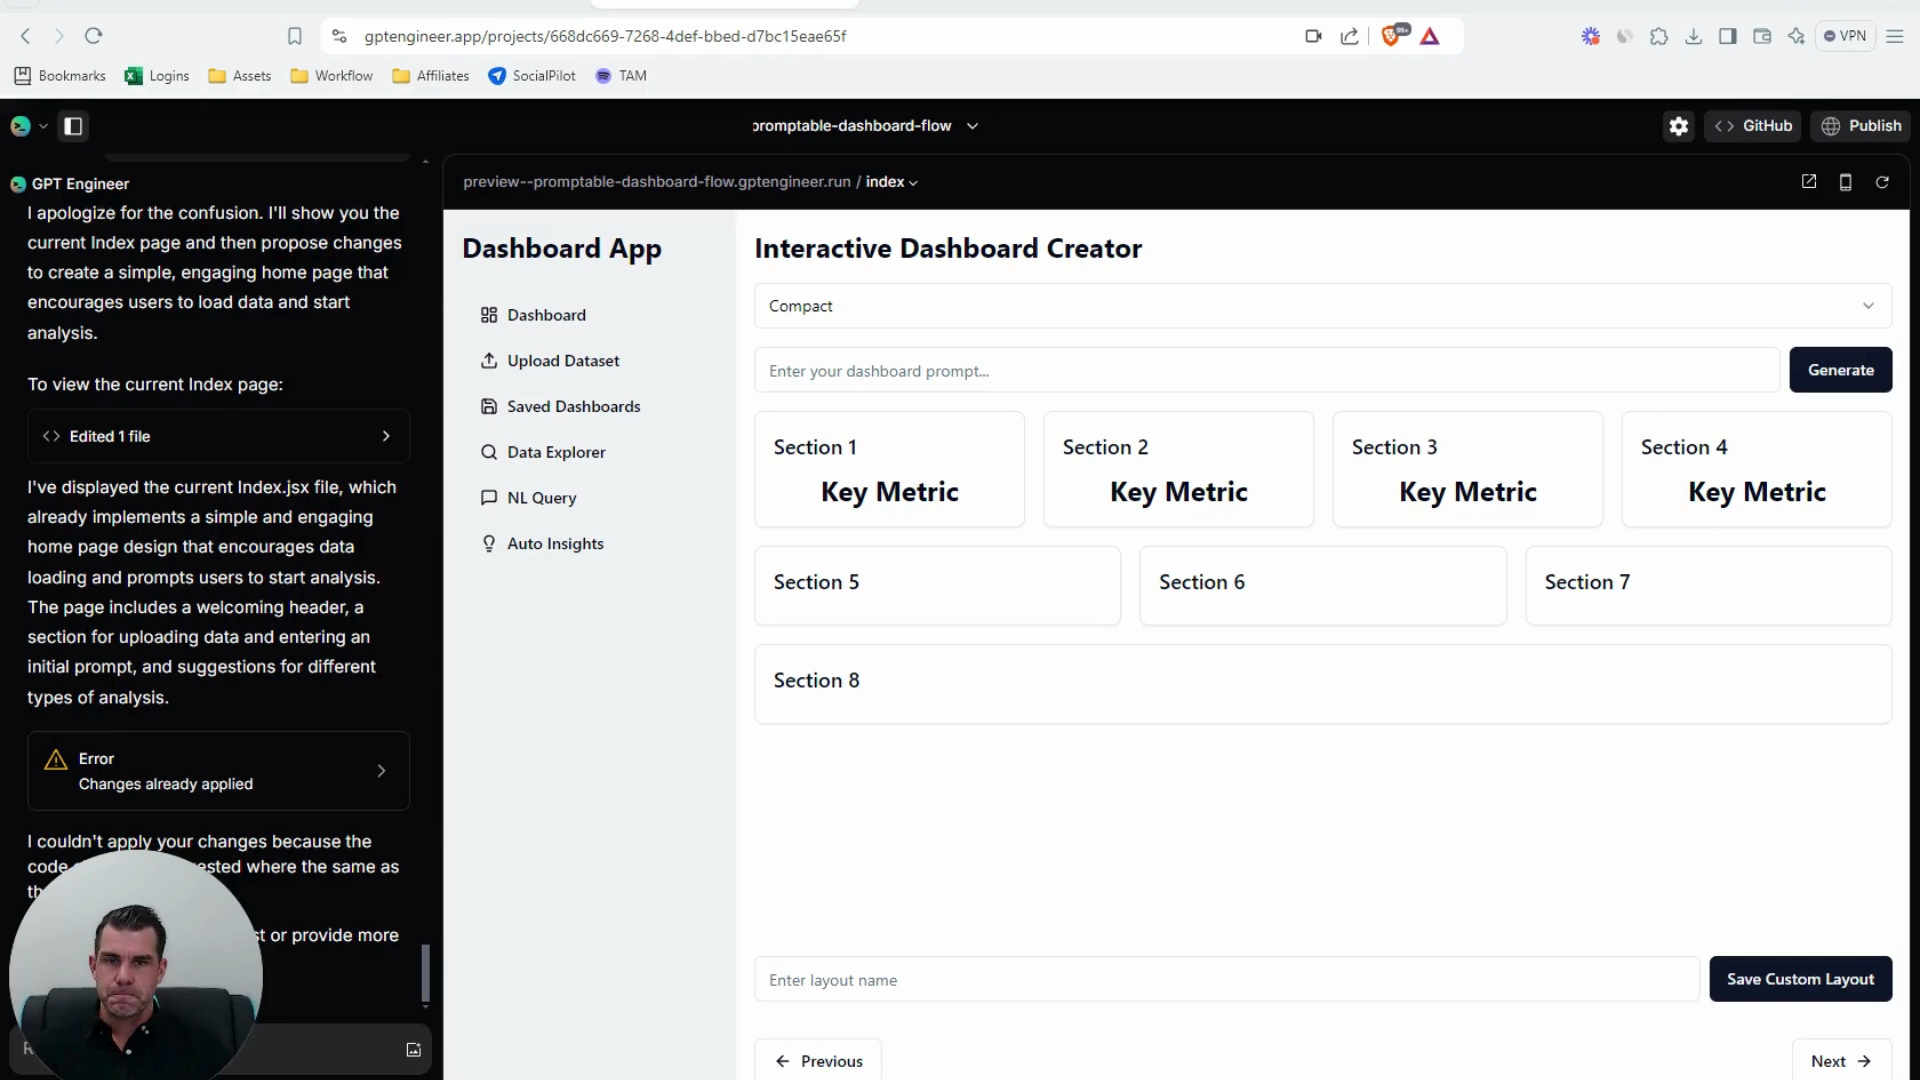 gptengineer.app/projects/668dc669-7268-4def-bbed-d7bc15eae65f
99+
VPN
Bookmarks
Logins
Assets
Workflow
Affiliates
SocialPilot
TAM
promptable-dashboard-flow
GitHub
Publish
GPT Engineer
I apologize for the confusion. I'll show you the
current Index page and then propose changes
to create a simple, engaging home page that
encourages users to load data and start
analysis.
To view the current Index page:
Edited 1 file
I've displayed the current Index.jsx file, which
already implements a simple and engaging
home page design that encourages data
loading and prompts users to start analysis.
The page includes a welcoming header, a
section for uploading data and entering an
initial prompt, and suggestions for different
types of analysis.
Error
Changes already applied
I couldn't apply your changes because the
code where the same as
or provide more
preview--promptable-dashboard-flow.gptengineer.run / index
Dashboard App
Dashboard
Upload Dataset
Saved Dashboards
Data Explorer
NL Query
Auto Insights
Interactive Dashboard Creator
Compact
Enter your dashboard prompt...
Generate
Section 1
Key Metric
Section 2
Key Metric
Section 3
Key Metric
Section 4
Key Metric
Section 5
Section 6
Section 7
Section 8
Enter layout name
Save Custom Layout
Previous
Next